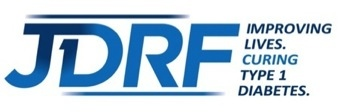 JDRF
IMPROVING
LIVES.
CURING
TYPE 1
DIABETES.